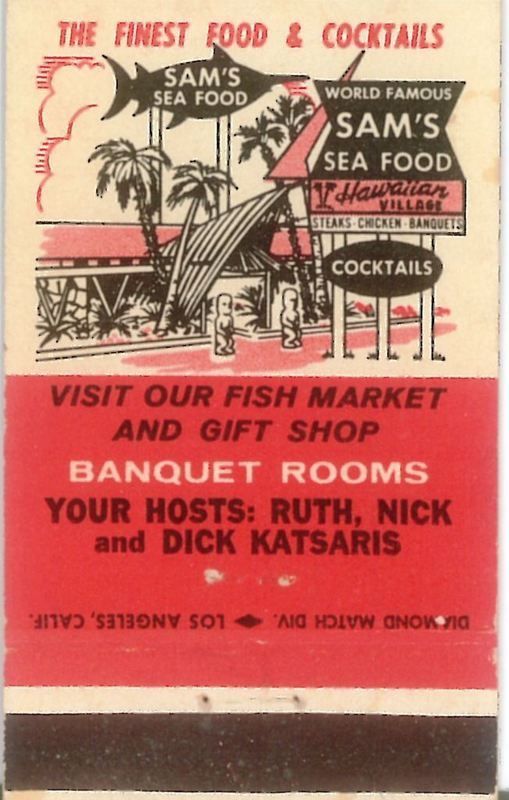 THE FINEST FOOD & COCKTAILS
SAM'S
SEA FOOD
WORLD FAMOUS
SAM'S
SEA FOOD
Hawaiian
VILLAGE
STEAKS - CHICKEN - BANQUETS
COCKTAILS
VISIT OUR FISH MARKET
AND GIFT SHOP
BANQUET ROOMS
YOUR HOSTS: RUTH, NICK
and DICK KATSARIS
DIAMOND MATCH DIV. LOS ANGELES, CALIF.